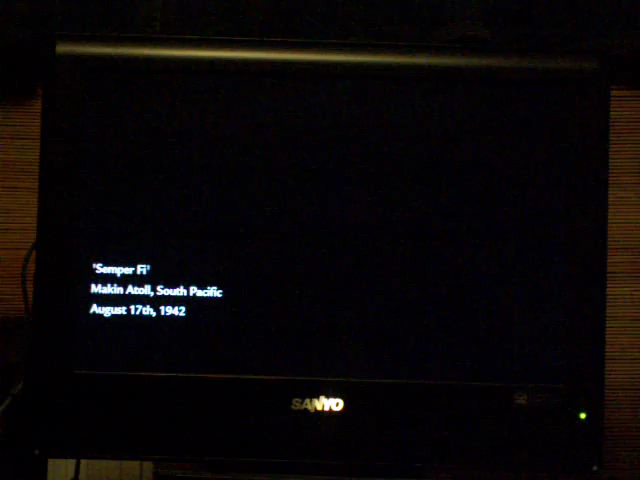 "Semper Fi"
Makin Atoll, South Pacific
August 17th, 1942
SANYO